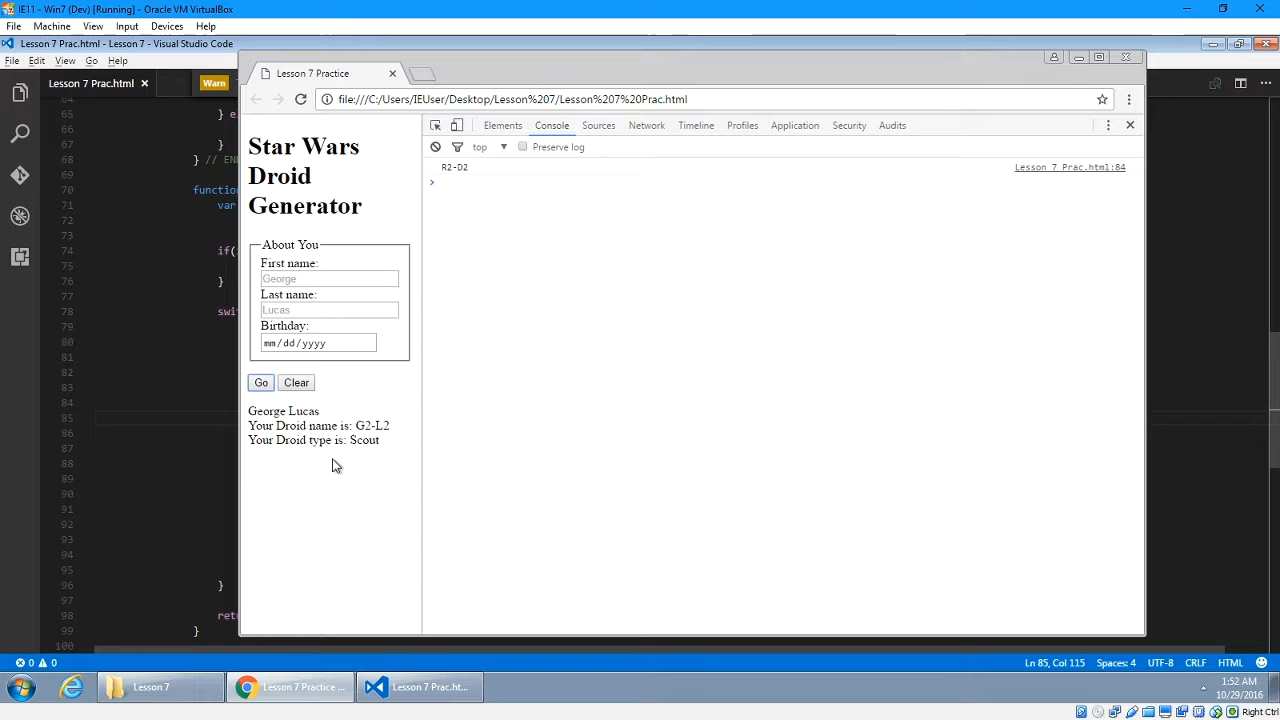 IE11 - Win7 (Dev) [Running] - Oracle VM VirtualBox
File Machine View Input Devices Help
Lesson 7 Prac.html - Lesson 7 - Visual Studio Code
File Edit View Go Help
Lesson 7 Prac.html
Warn
Lesson 7 Practice
file:///C:/Users/IEUser/Desktop/Lesson%207/Lesson%207%20Prac.html
Elements Console Sources Network Timeline Profiles Application Security Audits
top Preserve log
R2-D2 Lesson 7 Prac.html:84
Star Wars
Droid
Generator
About You
First name:
George
Last name:
Lucas
Birthday:
mm/dd/yyyy
Go Clear
George Lucas
Your Droid name is: G2-L2
Your Droid type is: Scout
64
65 } e
66
67 }
68 } // EN
69
70 function
71 var
72
73
74 if(
75
76 }
77
78 swi
79
80
81
82
83
84
85
86
87
88
89
90
91
92
93
94
95
96 }
97
98 ret
99 }
100
0 0 Ln 85, Col 115 Spaces: 4 UTF-8 CRLF HTML
Lesson 7 Lesson 7 Practice ... Lesson 7 Prac.ht...
1:52 AM
10/29/2016
Right Ctrl